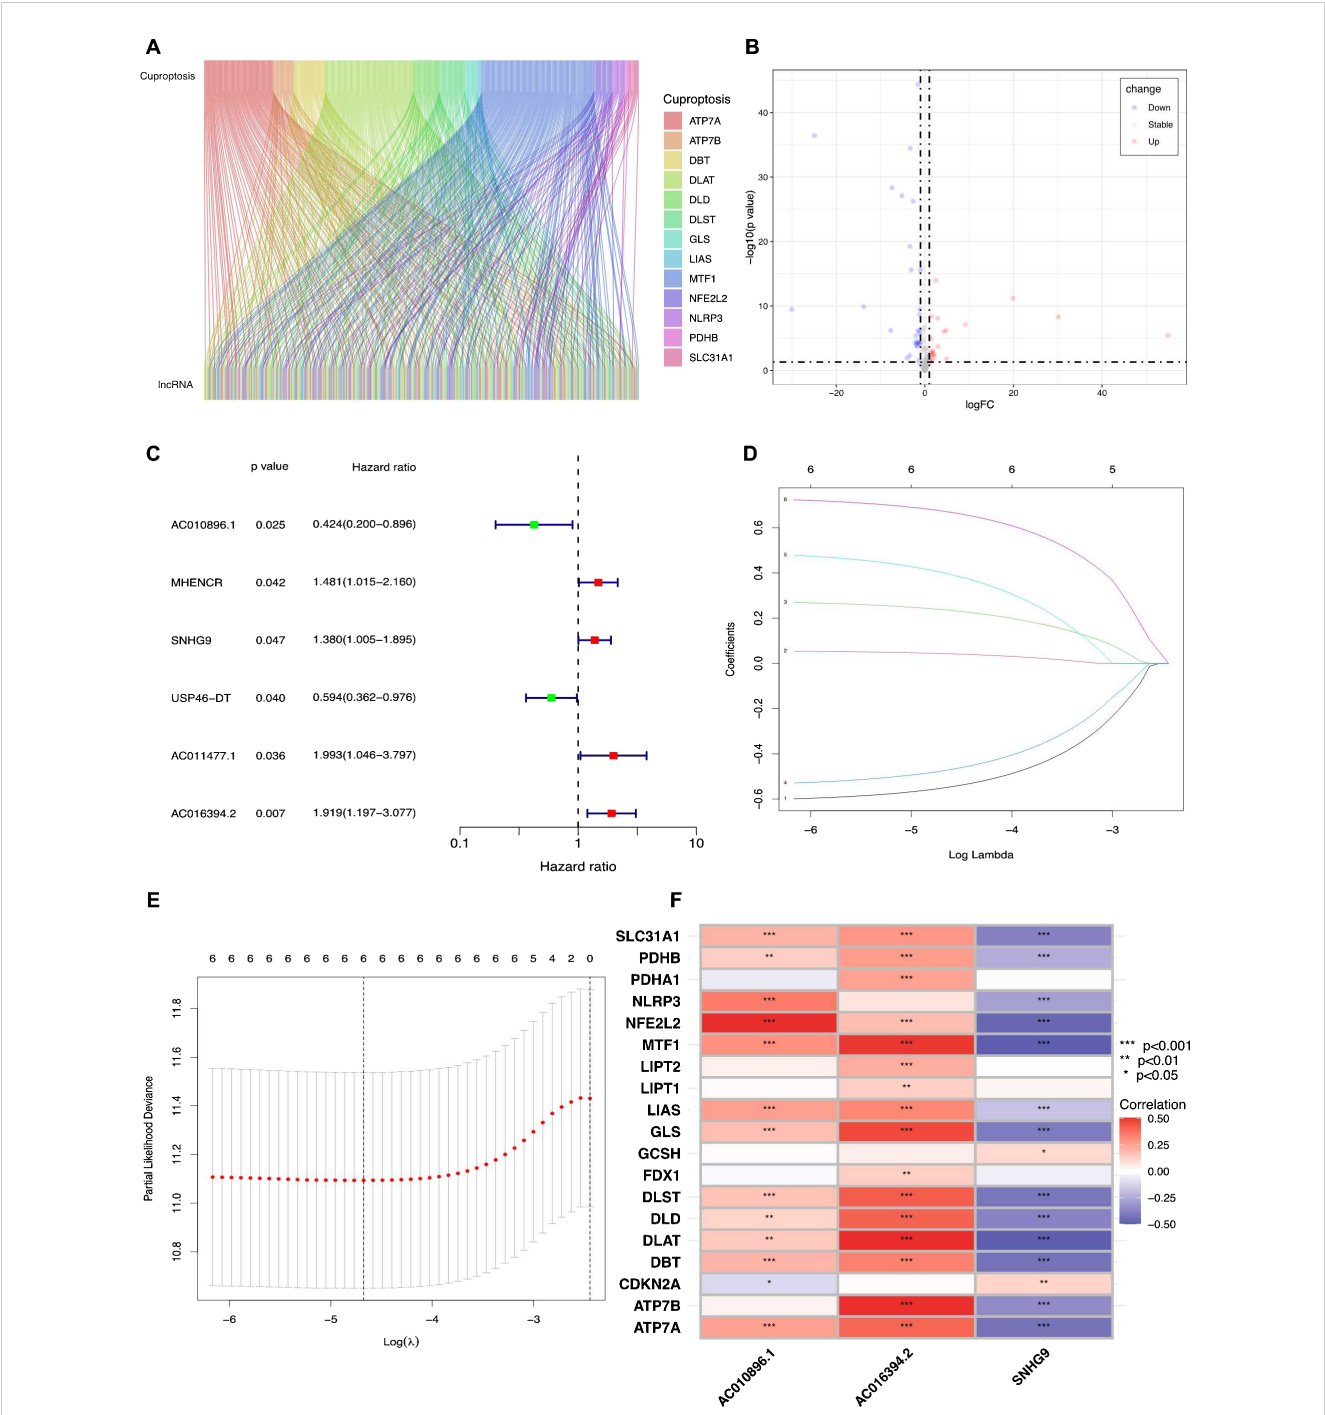 A
Cuproptosis
lncRNA
Cuproptosis
ATP7A
ATP7B
DBT
DLAT
DLD
DLST
GLS
LIAS
MTF1
NFE2L2
NLRP3
PDHB
SLC31A1
B
−log10(p value)
40
30
20
10
0
−20 0 20 40
logFC
change
Down
Stable
Up
C
p value Hazard ratio
AC010896.1 0.025 0.424(0.200−0.896)
MHENCR 0.042 1.481(1.015−2.160)
SNHG9 0.047 1.380(1.005−1.895)
USP46−DT 0.040 0.594(0.362−0.976)
AC011477.1 0.036 1.993(1.046−3.797)
AC016394.2 0.007 1.919(1.197−3.077)
0.1 1 10
Hazard ratio
D
6 6 6 5
Coefficients
0.6
0.4
0.2
0.0
−0.2
−0.4
−0.6
6
5
3
2
4
1
−6 −5 −4 −3
Log Lambda
E
6 6 6 6 6 6 6 6 6 6 6 6 6 6 6 6 6 5 4 2 0
Partial Likelihood Deviance
11.8
11.6
11.4
11.2
11.0
10.8
−6 −5 −4 −3
Log(λ)
F
SLC31A1 *** *** ***
PDHB ** *** ***
PDHA1 ***
NLRP3 *** ***
NFE2L2 *** *** ***
MTF1 *** *** ***
LIPT2 ***
LIPT1 **
LIAS *** *** ***
GLS *** *** ***
GCSH *
FDX1 **
DLST *** *** ***
DLD ** *** ***
DLAT ** *** ***
DBT *** *** ***
CDKN2A * **
ATP7B *** ***
ATP7A *** *** ***
AC010896.1 AC016394.2 SNHG9
*** p<0.001
** p<0.01
* p<0.05
Correlation
0.50
0.25
0.00
−0.25
−0.50